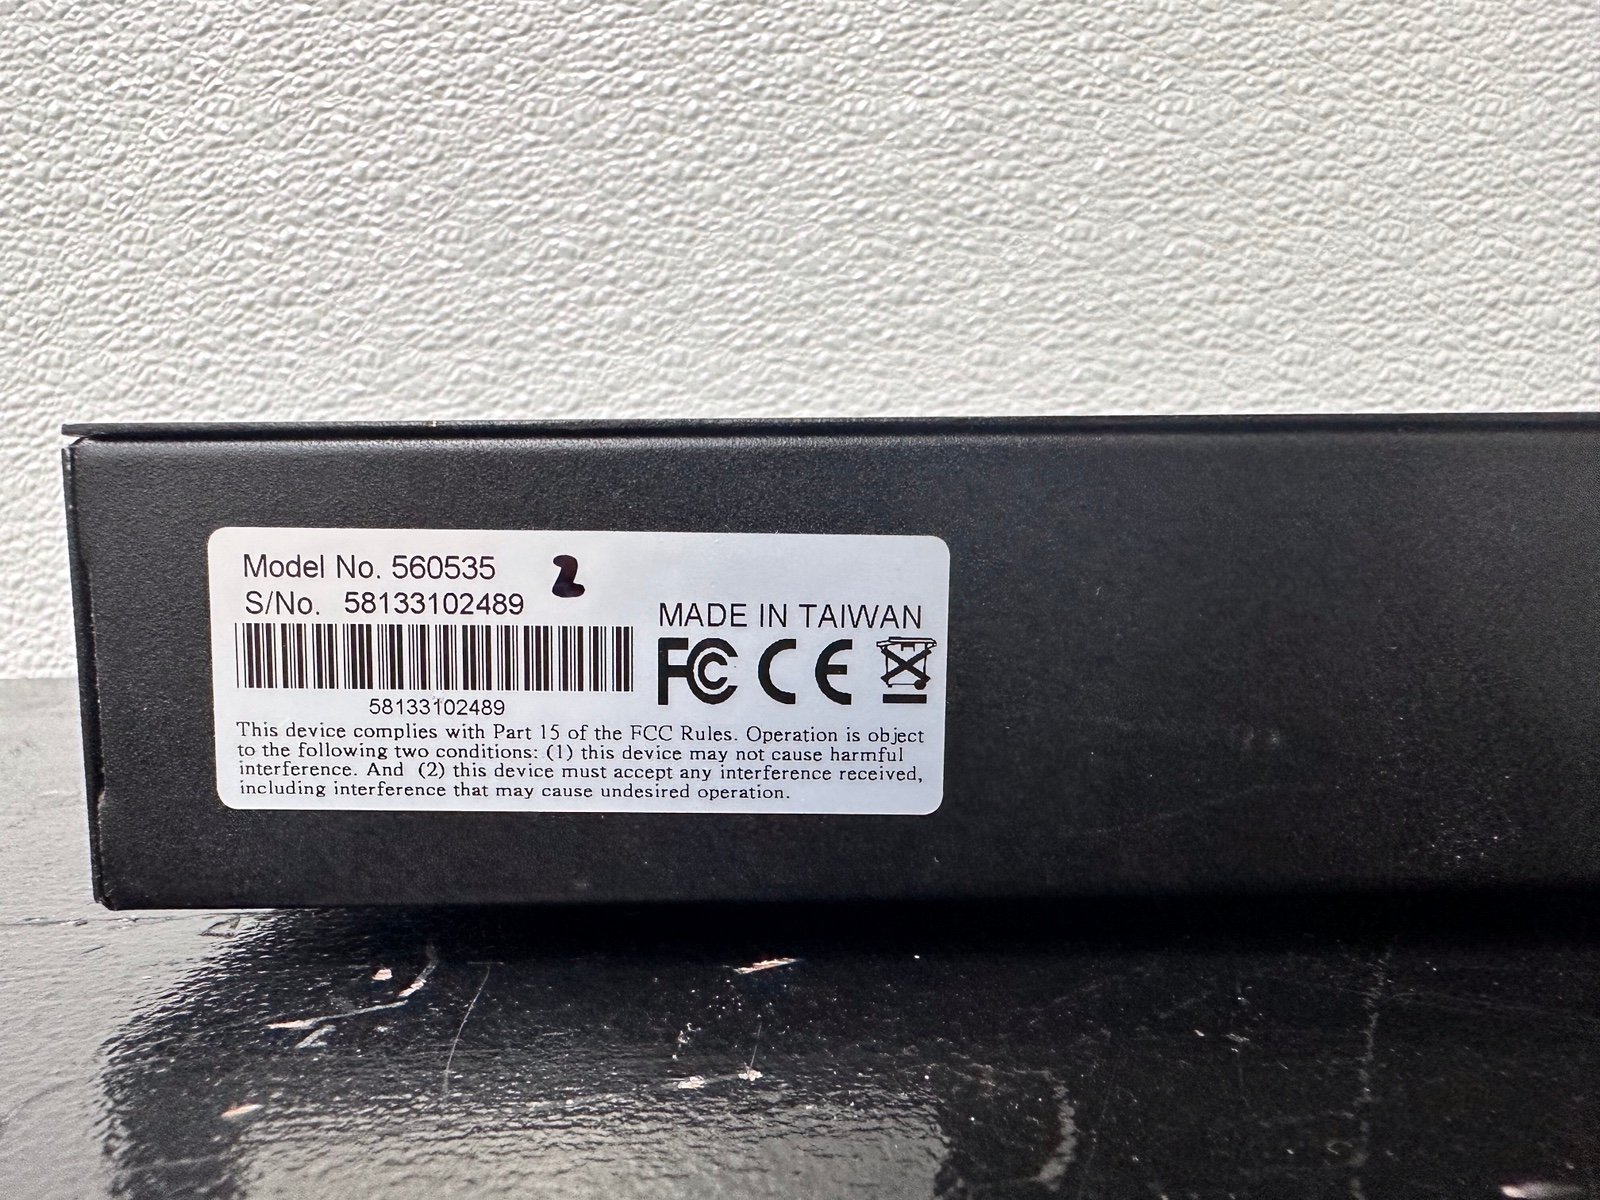 Model No. 560535
2
S/No. 58133102489
MADE IN TAIWAN
FC CE
58133102489
This device complies with Part 15 of the FCC Rules. Operation is object
to the following two conditions: (1) this device may not cause harmful
interference. And (2) this device must accept any interference received,
including interference that may cause undesired operation.